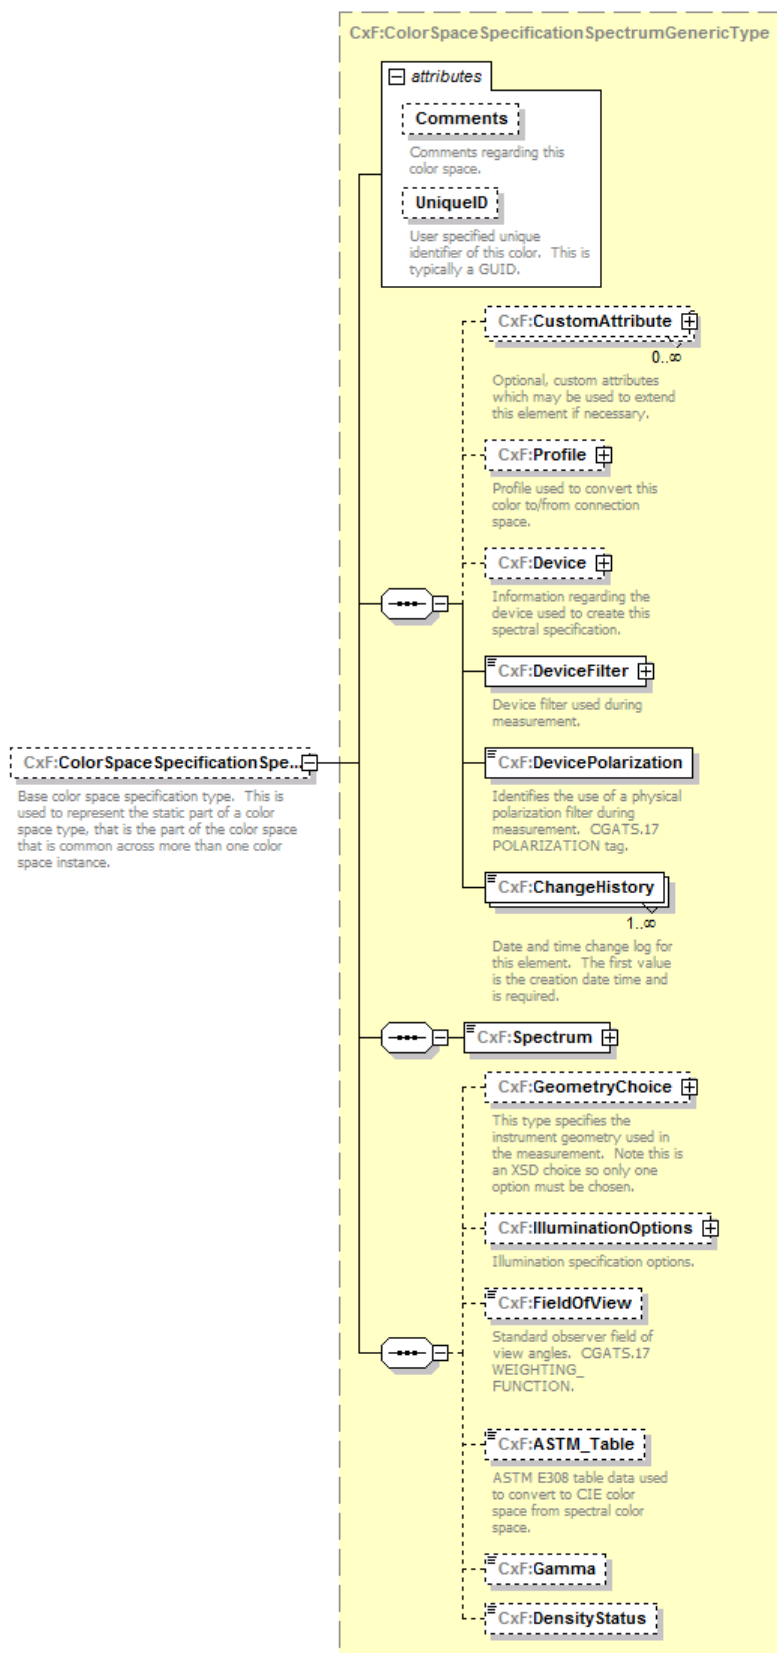 CxF:ColorSpaceSpecificationSpectrumGenericType
attributes
Comments
Comments regarding this
color space.
UniqueID
User specified unique
identifier of this color. This is
typically a GUID.
CxF:CustomAttribute
0..∞
Optional, custom attributes
which may be used to extend
this element if necessary.
CxF:Profile
Profile used to convert this
color to/from connection
space.
CxF:Device
Information regarding the
device used to create this
spectral specification.
CxF:DeviceFilter
Device filter used during
measurement.
CxF:ColorSpaceSpecificationSpe...
Base color space specification type. This is
used to represent the static part of a color
space type, that is the part of the color space
that is common across more than one color
space instance.
CxF:DevicePolarization
Identifies the use of a physical
polarization filter during
measurement. CGATS.17
POLARIZATION tag.
CxF:ChangeHistory
1..∞
Date and time change log for
this element. The first value
is the creation date time and
is required.
CxF:Spectrum
CxF:GeometryChoice
This type specifies the
instrument geometry used in
the measurement. Note this is
an XSD choice so only one
option must be chosen.
CxF:IlluminationOptions
Illumination specification options.
CxF:FieldOfView
Standard observer field of
view angles. CGATS.17
WEIGHTING_
FUNCTION.
CxF:ASTM_Table
ASTM E308 table data used
to convert to CIE color
space from spectral color
space.
CxF:Gamma
CxF:DensityStatus